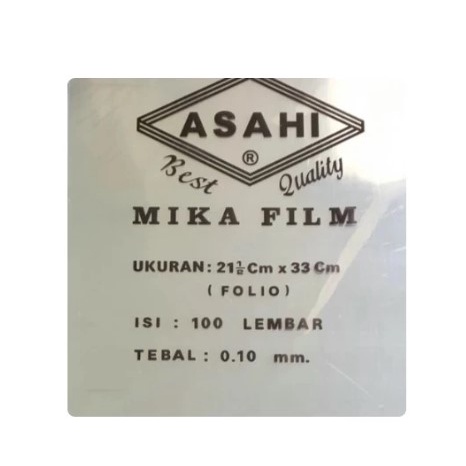 ASAHI
®
Best Quality
MIKA FILM
UKURAN: 21½ Cm x 33 Cm
( FOLIO )
ISI : 100 LEMBAR
TEBAL : 0.10 mm.